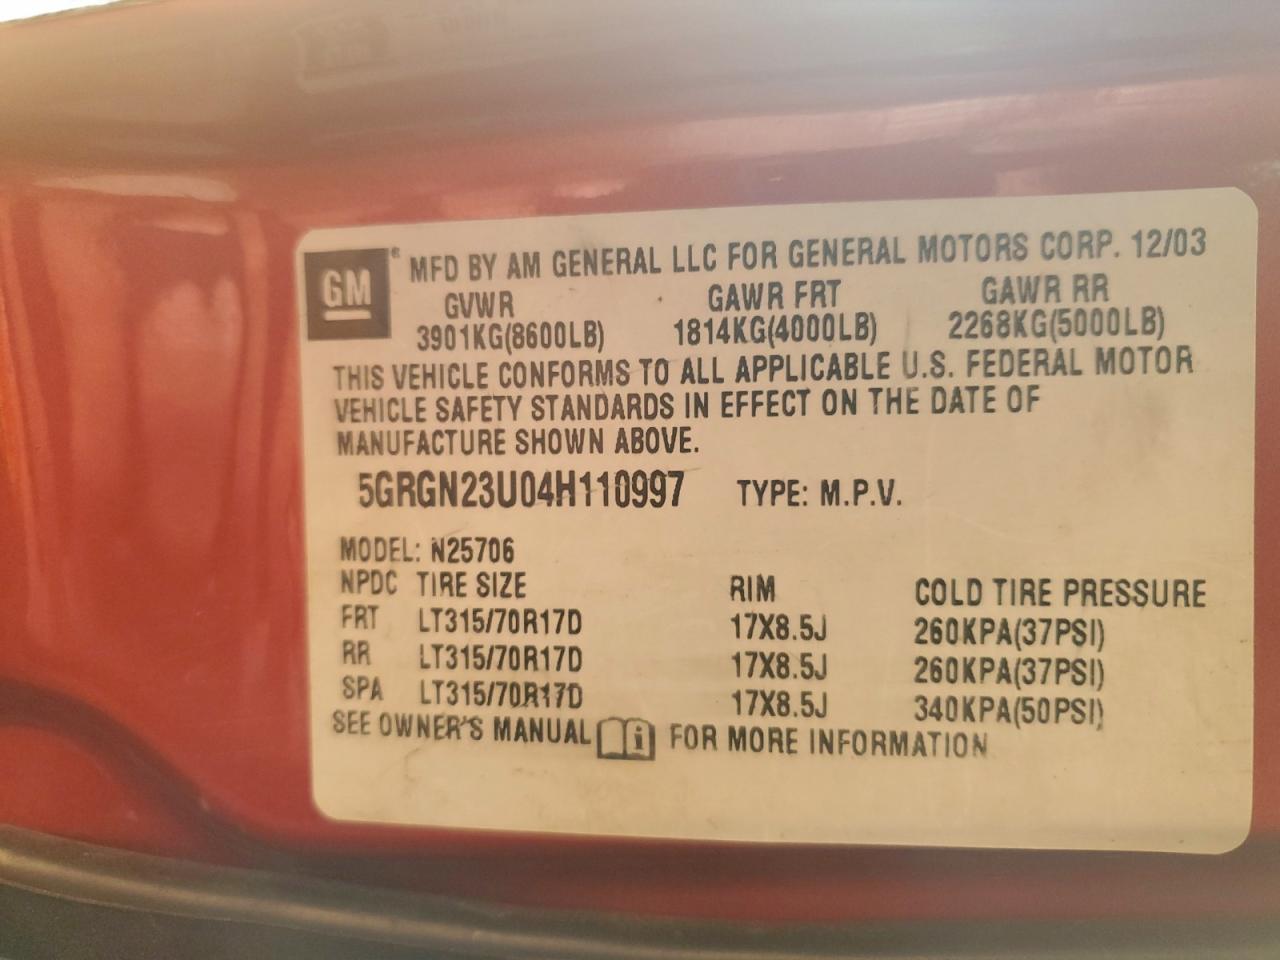 GM ® MFD BY AM GENERAL LLC FOR GENERAL MOTORS CORP. 12/03
GVWR GAWR FRT GAWR RR
3901KG(8600LB) 1814KG(4000LB) 2268KG(5000LB)
THIS VEHICLE CONFORMS TO ALL APPLICABLE U.S. FEDERAL MOTOR
VEHICLE SAFETY STANDARDS IN EFFECT ON THE DATE OF
MANUFACTURE SHOWN ABOVE.
5GRGN23U04H110997 TYPE: M.P.V.
MODEL: N25706
NPDC TIRE SIZE RIM COLD TIRE PRESSURE
FRT LT315/70R17D 17X8.5J 260KPA(37PSI)
RR LT315/70R17D 17X8.5J 260KPA(37PSI)
SPA LT315/70R17D 17X8.5J 340KPA(50PSI)
SEE OWNER'S MANUAL i FOR MORE INFORMATION